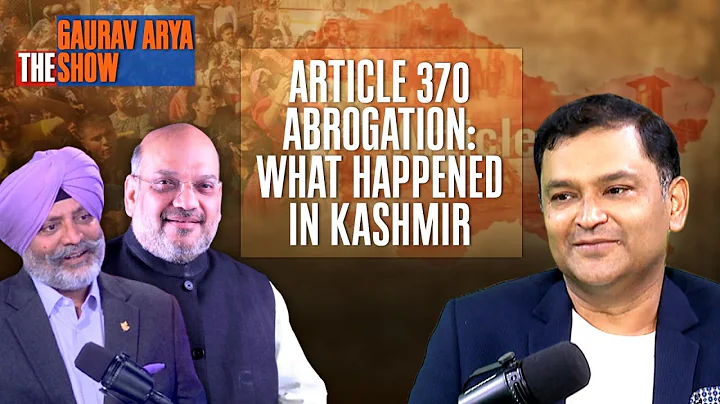 GAURAV ARYA
THE SHOW
ARTICLE 370
ABROGATION:
WHAT HAPPENED
IN KASHMIR